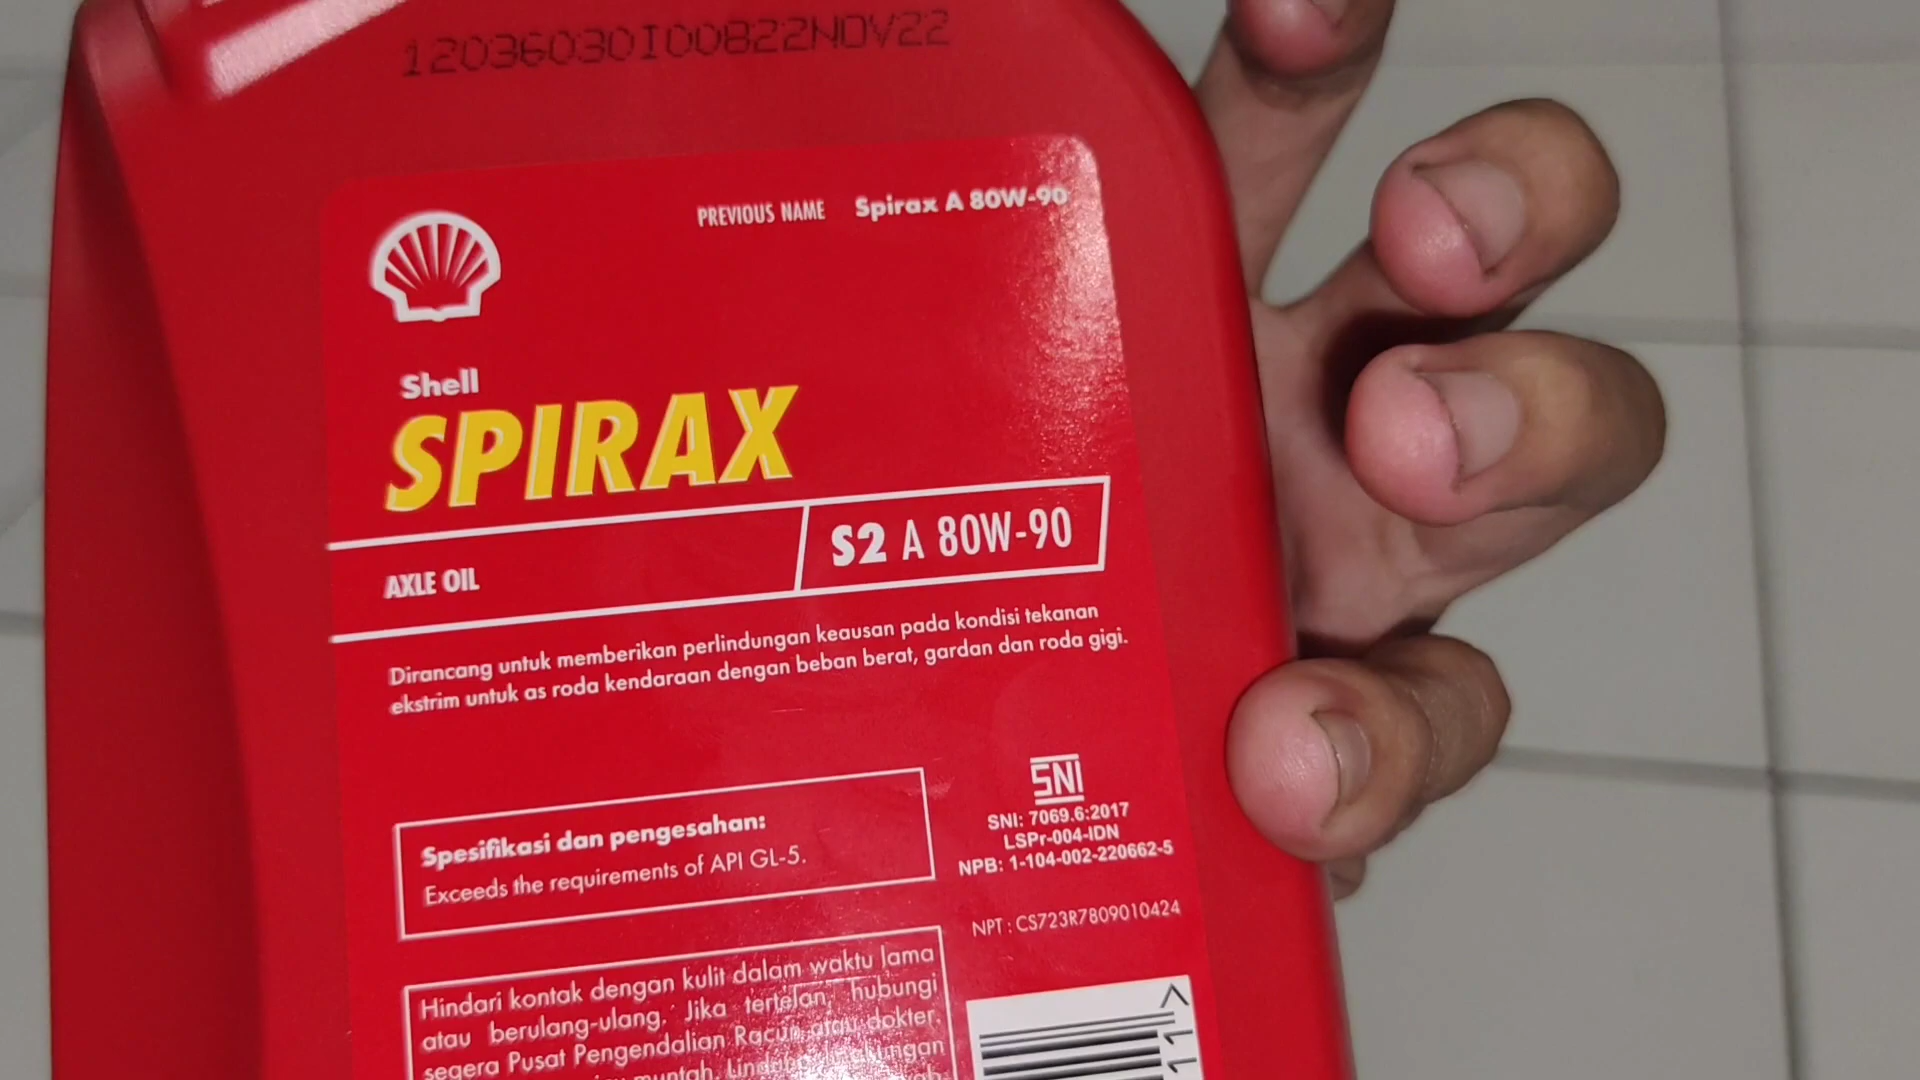 12036030I00822NOV22
PREVIOUS NAME Spirax A 80W-90
Shell
SPIRAX
AXLE OIL
S2 A 80W-90
Dirancang untuk memberikan perlindungan keausan pada kondisi tekanan
ekstrim untuk as roda kendaraan dengan beban berat, gardan dan roda gigi.
Spesifikasi dan pengesahan:
Exceeds the requirements of API GL-5.
SNI
SNI: 7069.6:2017
LSPr-004-IDN
NPB: 1-104-002-220662-5
NPT : CS723R7809010424
Hindari kontak dengan kulit dalam waktu lama
atau berulang-ulang. Jika tertelan, hubungi
segera Pusat Pengendalian Racun atau dokter.
muntah.